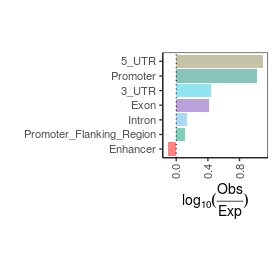 5_UTR
Promoter
3_UTR
Exon
Intron
Promoter_Flanking_Region
Enhancer
0.0 0.4 0.8
log10(Obs/Exp)